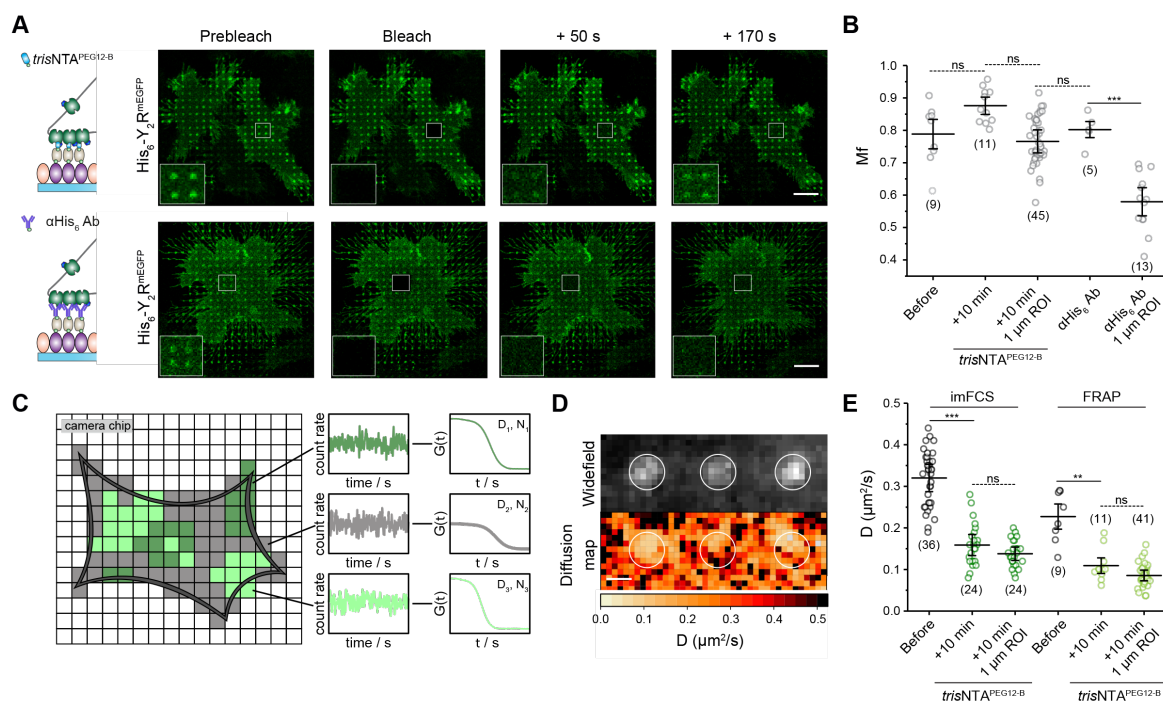 A
Prebleach Bleach + 50 s + 170 s
trisNTA^PEG12-B
His₆-Y₂R^mEGFP
αHis₆ Ab
His₆-Y₂R^mEGFP
B
ns ns ns ***
1.0
0.9
0.8
0.7
0.6
0.5
0.4
Mf
(9) (11) (45) (5) (13)
Before
+10 min
+10 min
1 µm ROI
αHis₆ Ab
αHis₆ Ab
1 µm ROI
trisNTA^PEG12-B
C
camera chip
count rate
time / s
G(t)
D₁, N₁
t / s
count rate
time / s
G(t)
D₂, N₂
t / s
count rate
time / s
G(t)
D₃, N₃
t / s
D
Widefield
Diffusion
map
0.0 0.1 0.2 0.3 0.4 0.5
D (µm²/s)
E
imFCS FRAP
*** ns ** ns
0.5
0.4
0.3
0.2
0.1
0.0
D (µm²/s)
(36) (24) (24) (9) (11) (41)
Before
+10 min
+10 min
1 µm ROI
Before
+10 min
+10 min
1 µm ROI
trisNTA^PEG12-B trisNTA^PEG12-B